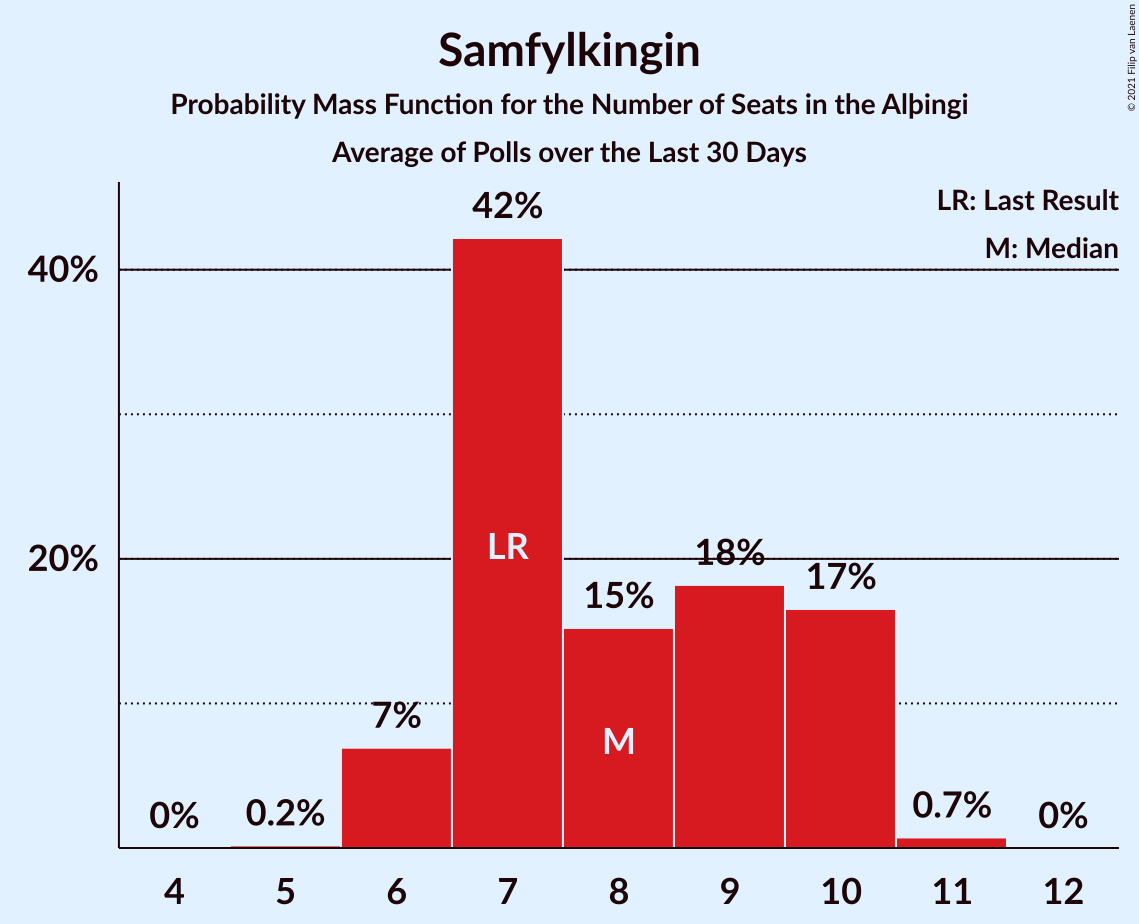 Samfylkingin
Probability Mass Function for the Number of Seats in the Alþingi
Average of Polls over the Last 30 Days
© 2021 Filip van Laenen
LR: Last Result
M: Median
42%
40%
LR
20%
18%
17%
15%
M
7%
0%
0.2%
0.7%
0%
4 5 6 7 8 9 10 11 12